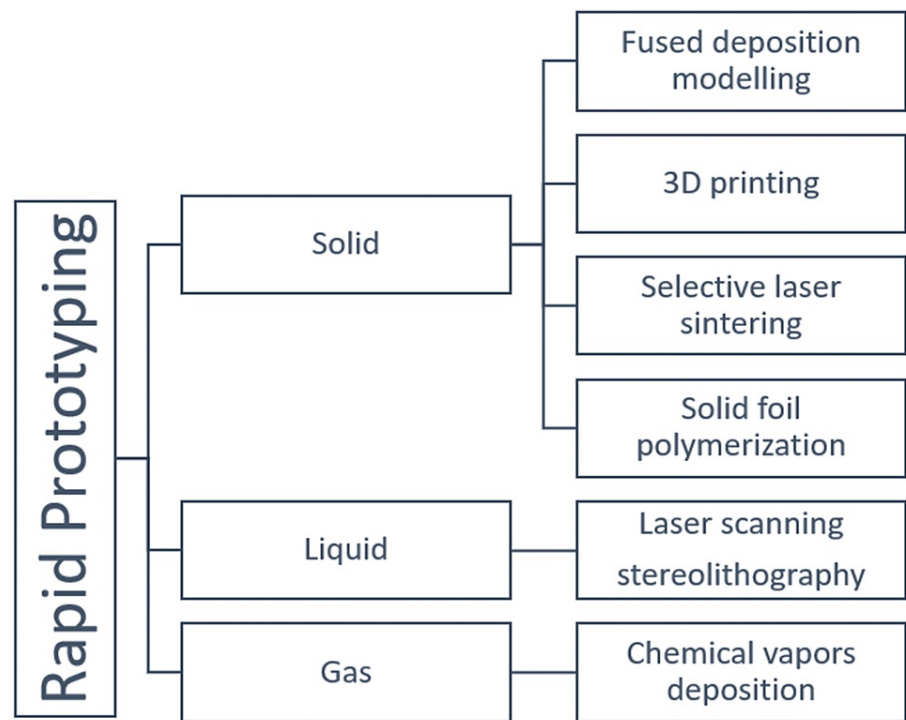 Rapid Prototyping
Solid
Fused deposition
modelling
3D printing
Selective laser
sintering
Solid foil
polymerization
Liquid
Laser scanning
stereolithography
Gas
Chemical vapors
deposition